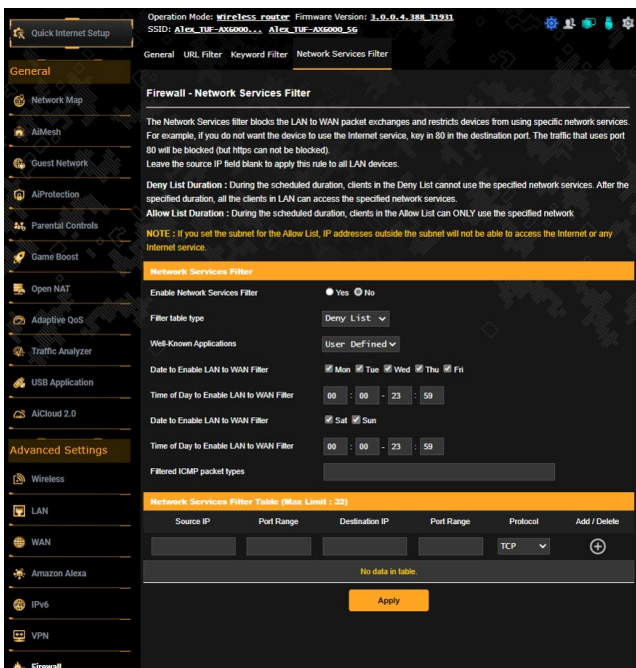 Quick Internet Setup
General
Network Map
AiMesh
Guest Network
AiProtection
Parental Controls
Game Boost
Open NAT
Adaptive QoS
Traffic Analyzer
USB Application
AiCloud 2.0
Advanced Settings
Wireless
LAN
WAN
Amazon Alexa
IPv6
VPN
Firewall
Operation Mode: Wireless router Firmware Version: 3.0.0.4.388_31931
SSID: Alex_TUF-AX6000... Alex_TUF-AX6000_5G
General URL Filter Keyword Filter Network Services Filter
Firewall - Network Services Filter
The Network Services filter blocks the LAN to WAN packet exchanges and restricts devices from using specific network services.
For example, if you do not want the device to use the Internet service, key in 80 in the destination port. The traffic that uses port
80 will be blocked (but https can not be blocked).
Leave the source IP field blank to apply this rule to all LAN devices.
Deny List Duration : During the scheduled duration, clients in the Deny List cannot use the specified network services. After the
specified duration, all the clients in LAN can access the specified network services.
Allow List Duration : During the scheduled duration, clients in the Allow List can ONLY use the specified network
NOTE : If you set the subnet for the Allow List, IP addresses outside the subnet will not be able to access the Internet or any
Internet service.
Network Services Filter
Enable Network Services Filter Yes No
Filter table type Deny List
Well-Known Applications User Defined
Date to Enable LAN to WAN Filter Mon Tue Wed Thu Fri
Time of Day to Enable LAN to WAN Filter 00 : 00 - 23 : 59
Date to Enable LAN to WAN Filter Sat Sun
Time of Day to Enable LAN to WAN Filter 00 : 00 - 23 : 59
Filtered ICMP packet types
Network Services Filter Table (Max Limit : 32)
Source IP Port Range Destination IP Port Range Protocol Add / Delete
TCP
No data in table.
Apply